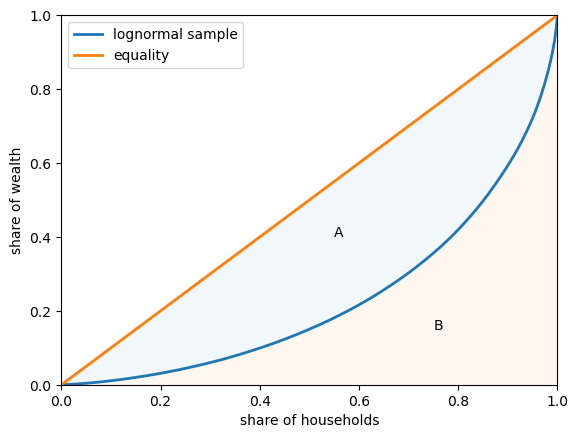 lognormal sample
equality
1.0
0.8
0.6
0.4
0.2
0.0
share of wealth
A
B
0.0 0.2 0.4 0.6 0.8 1.0
share of households